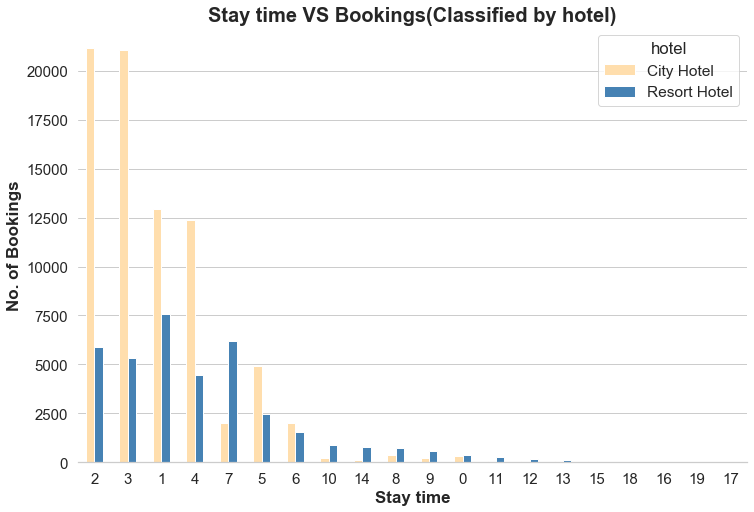 Stay time VS Bookings(Classified by hotel)
hotel
City Hotel
Resort Hotel
No. of Bookings
20000
17500
15000
12500
10000
7500
5000
2500
0
2 3 1 4 7 5 6 10 14 8 9 0 11 12 13 15 18 16 19 17
Stay time